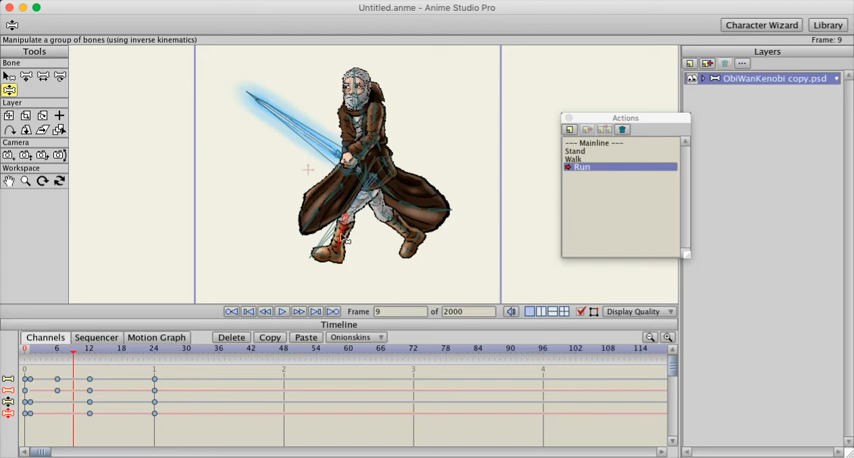 Untitled.anme - Anime Studio Pro
Character Wizard
Library
Manipulate a group of bones (using inverse kinematics)
Frame: 9
Tools
Bone
Layer
Camera
Workspace
Layers
ObiWanKenobi copy.psd
Actions
--- Mainline ---
Stand
Walk
Run
Frame 9 of 2000
Display Quality
Timeline
Channels Sequencer Motion Graph Delete Copy Paste Onionskins
0 6 12 18 24 30 36 42 48 54 60 66 72 78 84 90 96 102 108 114
0 1 2 3 4